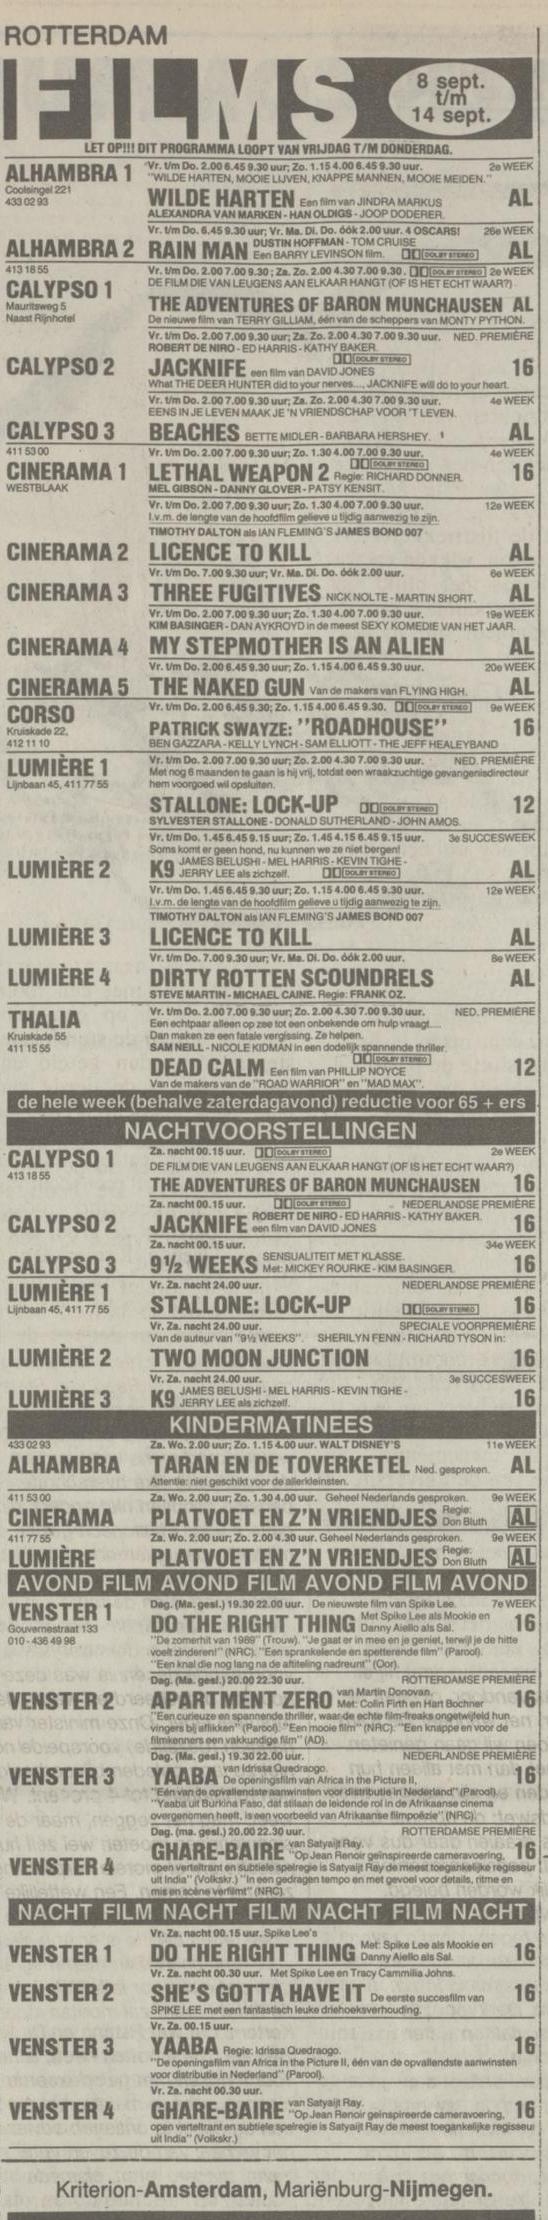 ROTTERDAM
FILMS
8 sept.
t/m
14 sept.
LET OP!!! DIT PROGRAMMA LOOPT VAN VRIJDAG T/M DONDERDAG.
ALHAMBRA 1
Coolsingel 221
433 02 93
Vr. t/m Do. 2.00 6.45 9.30 uur; Zo. 1.15 4.00 6.45 9.30 uur. 2e WEEK
"WILDE HARTEN, MOOIE LIJVEN, KNAPPE MANNEN, MOOIE MEIDEN."
WILDE HARTEN Een film van JINDRA MARKUS AL
ALEXANDRA VAN MARKEN - HAN OLDIGS - JOOP DODERER.
Vr. t/m Do. 6.45 9.30 uur; Vr. Ma. Di. Do. óók 2.00 uur. 4 OSCARS! 26e WEEK
ALHAMBRA 2 RAIN MAN DUSTIN HOFFMAN - TOM CRUISE
Een BARRY LEVINSON film. DOLBY STEREO AL
413 18 55
CALYPSO 1
Mauritsweg 5
Naast Rijnhotel
Vr. t/m Do. 2.00 7.00 9.30 ; Za. Zo. 2.00 4.30 7.00 9.30. DOLBY STEREO 2e WEEK
DE FILM DIE VAN LEUGENS AAN ELKAAR HANGT (OF IS HET ECHT WAAR?)
THE ADVENTURES OF BARON MUNCHAUSEN AL
De nieuwe film van TERRY GILLIAM, één van de scheppers van MONTY PYTHON.
Vr. t/m Do. 2.00 7.00 9.30 uur; Za. Zo. 2.00 4.30 7.00 9.30 uur. NED. PREMIÈRE
ROBERT DE NIRO - ED HARRIS - KATHY BAKER.
CALYPSO 2 JACKNIFE een film van DAVID JONES DOLBY STEREO 16
What THE DEER HUNTER did to your nerves..., JACKNIFE will do to your heart.
Vr. t/m Do. 2.00 7.00 9.30 uur; Za. Zo. 2.00 4.30 7.00 9.30 uur. 4e WEEK
EENS IN JE LEVEN MAAK JE 'N VRIENDSCHAP VOOR 'T LEVEN.
CALYPSO 3 BEACHES BETTE MIDLER - BARBARA HERSHEY. AL
411 53 00
CINERAMA 1
WESTBLAAK
Vr. t/m Do. 2.00 7.00 9.30 uur; Zo. 1.30 4.00 7.00 9.30 uur. 4e WEEK
LETHAL WEAPON 2 DOLBY STEREO Regie: RICHARD DONNER. 16
MEL GIBSON - DANNY GLOVER - PATSY KENSIT.
Vr. t/m Do. 2.00 7.00 9.30 uur; Zo. 1.30 4.00 7.00 9.30 uur. 12e WEEK
I.v.m. de lengte van de hoofdfilm gelieve u tijdig aanwezig te zijn.
TIMOTHY DALTON als IAN FLEMING'S JAMES BOND 007
CINERAMA 2 LICENCE TO KILL AL
Vr. t/m Do. 7.00 9.30 uur; Vr. Ma. Di. Do. óók 2.00 uur. 6e WEEK
CINERAMA 3 THREE FUGITIVES NICK NOLTE - MARTIN SHORT. AL
Vr. t/m Do. 2.00 7.00 9.30 uur; Zo. 1.30 4.00 7.00 9.30 uur. 19e WEEK
KIM BASINGER - DAN AYKROYD in de meest SEXY KOMEDIE VAN HET JAAR.
CINERAMA 4 MY STEPMOTHER IS AN ALIEN AL
Vr. t/m Do. 2.00 6.45 9.30 uur; Zo. 1.15 4.00 6.45 9.30 uur. 20e WEEK
CINERAMA 5 THE NAKED GUN Van de makers van FLYING HIGH. AL
CORSO
Kruiskade 22,
412 11 10
Vr. t/m Do. 2.00 6.45 9.30; Zo. 1.15 4.00 6.45 9.30. DOLBY STEREO 9e WEEK
PATRICK SWAYZE: "ROADHOUSE" 16
BEN GAZZARA - KELLY LYNCH - SAM ELLIOTT - THE JEFF HEALEYBAND
LUMIÈRE 1
Lijnbaan 45, 411 77 55
Vr. t/m Do. 2.00 7.00 9.30 uur; Za. Zo. 2.00 4.30 7.00 9.30 uur. NED. PREMIÈRE
Met nog 6 maanden te gaan is hij vrij, totdat een wraakzuchtige gevangenisdirecteur
hem voorgoed wil opsluiten.
STALLONE: LOCK-UP DOLBY STEREO 12
SYLVESTER STALLONE - DONALD SUTHERLAND - JOHN AMOS.
Vr. t/m Do. 1.45 6.45 9.15 uur; Zo. 1.45 4.15 6.45 9.15 uur. 3e SUCCESWEEK
Soms komt er geen hond, nu kunnen we ze niet bergen!
LUMIÈRE 2 K9 JAMES BELUSHI - MEL HARRIS - KEVIN TIGHE -
JERRY LEE als zichzelf. DOLBY STEREO AL
Vr. t/m Do. 1.45 6.45 9.30 uur; Zo. 1.15 4.00 6.45 9.30 uur. 12e WEEK
I.v.m. de lengte van de hoofdfilm gelieve u tijdig aanwezig te zijn.
TIMOTHY DALTON als IAN FLEMING'S JAMES BOND 007
LUMIÈRE 3 LICENCE TO KILL AL
Vr. t/m Do. 7.00 9.30 uur; Vr. Ma. Di. Do. óók 2.00 uur. 8e WEEK
LUMIÈRE 4 DIRTY ROTTEN SCOUNDRELS AL
STEVE MARTIN - MICHAEL CAINE. Regie: FRANK OZ.
THALIA
Kruiskade 55
411 15 55
Vr. t/m Do. 2.00 7.00 9.30 uur; Za. Zo. 2.00 4.30 7.00 9.30 uur. NED. PREMIÈRE
Een echtpaar alleen op zee tot een onbekende om hulp vraagt....
Dan maken ze een fatale vergissing. Ze helpen.
SAM NEILL - NICOLE KIDMAN in een dodelijk spannende thriller.
DEAD CALM Een film van PHILLIP NOYCE DOLBY STEREO 12
Van de makers van de "ROAD WARRIOR" en "MAD MAX".
de hele week (behalve zaterdagavond) reductie voor 65 + ers
NACHTVOORSTELLINGEN
CALYPSO 1
413 18 55
Za. nacht 00.15 uur. DOLBY STEREO 2e WEEK
DE FILM DIE VAN LEUGENS AAN ELKAAR HANGT (OF IS HET ECHT WAAR?)
THE ADVENTURES OF BARON MUNCHAUSEN 16
Za. nacht 00.15 uur. DOLBY STEREO NEDERLANDSE PREMIÈRE
CALYPSO 2 JACKNIFE ROBERT DE NIRO - ED HARRIS - KATHY BAKER.
een film van DAVID JONES 16
Za. nacht 00.15 uur. 34e WEEK
CALYPSO 3 9½ WEEKS SENSUALITEIT MET KLASSE.
Met: MICKEY ROURKE - KIM BASINGER. 16
LUMIÈRE 1
Lijnbaan 45, 411 77 55
Vr. Za. nacht 24.00 uur. NEDERLANDSE PREMIÈRE
STALLONE: LOCK-UP DOLBY STEREO 16
Vr. Za. nacht 24.00 uur. SPECIALE VOORPREMIÈRE
Van de auteur van "9½ WEEKS". SHERILYN FENN - RICHARD TYSON in:
LUMIÈRE 2 TWO MOON JUNCTION 16
Vr. Za. nacht 24.00 uur. 3e SUCCESWEEK
LUMIÈRE 3 K9 JAMES BELUSHI - MEL HARRIS - KEVIN TIGHE -
JERRY LEE als zichzelf. 16
KINDERMATINEES
433 02 93
ALHAMBRA
Za. Wo. 2.00 uur; Zo. 1.15 4.00 uur. WALT DISNEY'S 11e WEEK
TARAN EN DE TOVERKETEL Ned. gesproken. AL
Attentie: niet geschikt voor de allerkleinsten.
411 53 00
CINERAMA
Za. Wo. 2.00 uur; Zo. 1.30 4.00 uur. Geheel Nederlands gesproken. 9e WEEK
PLATVOET EN Z'N VRIENDJES Regie: Don Bluth AL
411 77 55
LUMIÈRE
Za. Wo. 2.00 uur; Zo. 2.00 4.30 uur. Geheel Nederlands gesproken. 9e WEEK
PLATVOET EN Z'N VRIENDJES Regie: Don Bluth AL
AVOND FILM AVOND FILM AVOND FILM AVOND
VENSTER 1
Gouvernestraat 133
010 - 436 49 98
Dag. (Ma. gesl.) 19.30 22.00 uur. De nieuwste film van Spike Lee. 7e WEEK
DO THE RIGHT THING Met Spike Lee als Mookie en
Danny Aiello als Sal. 16
"De zomerhit van 1989" (Trouw). "Je gaat er in mee en je geniet, terwijl je de hitte
voelt zinderen!" (NRC). "Een sprankelende en spetterende film" (Parool).
"Een knal die nog lang na de aftiteling nadreunt" (Oor).
Dag. (Ma. gesl.) 20.00 22.30 uur. ROTTERDAMSE PREMIÈRE
VENSTER 2 APARTMENT ZERO van Martin Donovan.
Met: Colin Firth en Hart Bochner 16
"Een curieuze en spannende thriller, waar de echte film-freaks ongetwijfeld hun
vingers bij aflikken" (Parool). "Een mooie film" (NRC). "Een knappe en voor de
filmkenners een vakkundige film" (AD).
Dag. (Ma. gesl.) 19.30 22.00 uur. NEDERLANDSE PREMIÈRE
VENSTER 3 YAABA van Idrissa Quedraogo.
De openingsfilm van Africa in the Picture II, 16
"Eén van de opvallendste aanwinsten voor distributie in Nederland" (Parool).
"Yaaba uit Burkina Faso, dat stilaan de leidende rol in de Afrikaanse cinema
overgenomen heeft, is een voorbeeld van Afrikaanse filmpoëzie" (NRC).
Dag. (ma. gesl.) 20.00 22.30 uur. ROTTERDAMSE PREMIÈRE
VENSTER 4 GHARE-BAIRE van Satyaijt Ray.
"Op Jean Renoir geïnspireerde cameravoering, 16
open verteltrant en subtiele spelregie is Satyaijt Ray de meest toegankelijke regisseur
uit India" (Volkskr.) "In een gedragen tempo en met gevoel voor details, ritme en
mis en scène verfilmt" (NRC).
NACHT FILM NACHT FILM NACHT FILM NACHT
Vr. Za. nacht 00.15 uur. Spike Lee's
VENSTER 1 DO THE RIGHT THING Met: Spike Lee als Mookie en
Danny Aiello als Sal. 16
Vr. Za. nacht 00.30 uur. Met Spike Lee en Tracy Cammilia Johns.
VENSTER 2 SHE'S GOTTA HAVE IT De eerste succesfilm van 16
SPIKE LEE met een fantastisch leuke driehoeksverhouding.
Vr. Za. 00.15 uur.
VENSTER 3 YAABA Regie: Idrissa Quedraogo. 16
"De openingsfilm van Africa in the Picture II, één van de opvallendste aanwinsten
voor distributie in Nederland" (Parool).
Vr. Za. nacht 00.30 uur.
VENSTER 4 GHARE-BAIRE van Satyaijt Ray.
"Op Jean Renoir geïnspireerde cameravoering, 16
open verteltrant en subtiele spelregie is Satyaijt Ray de meest toegankelijke regisseur
uit India" (Volkskr.)
Kriterion-Amsterdam, Mariënburg-Nijmegen.